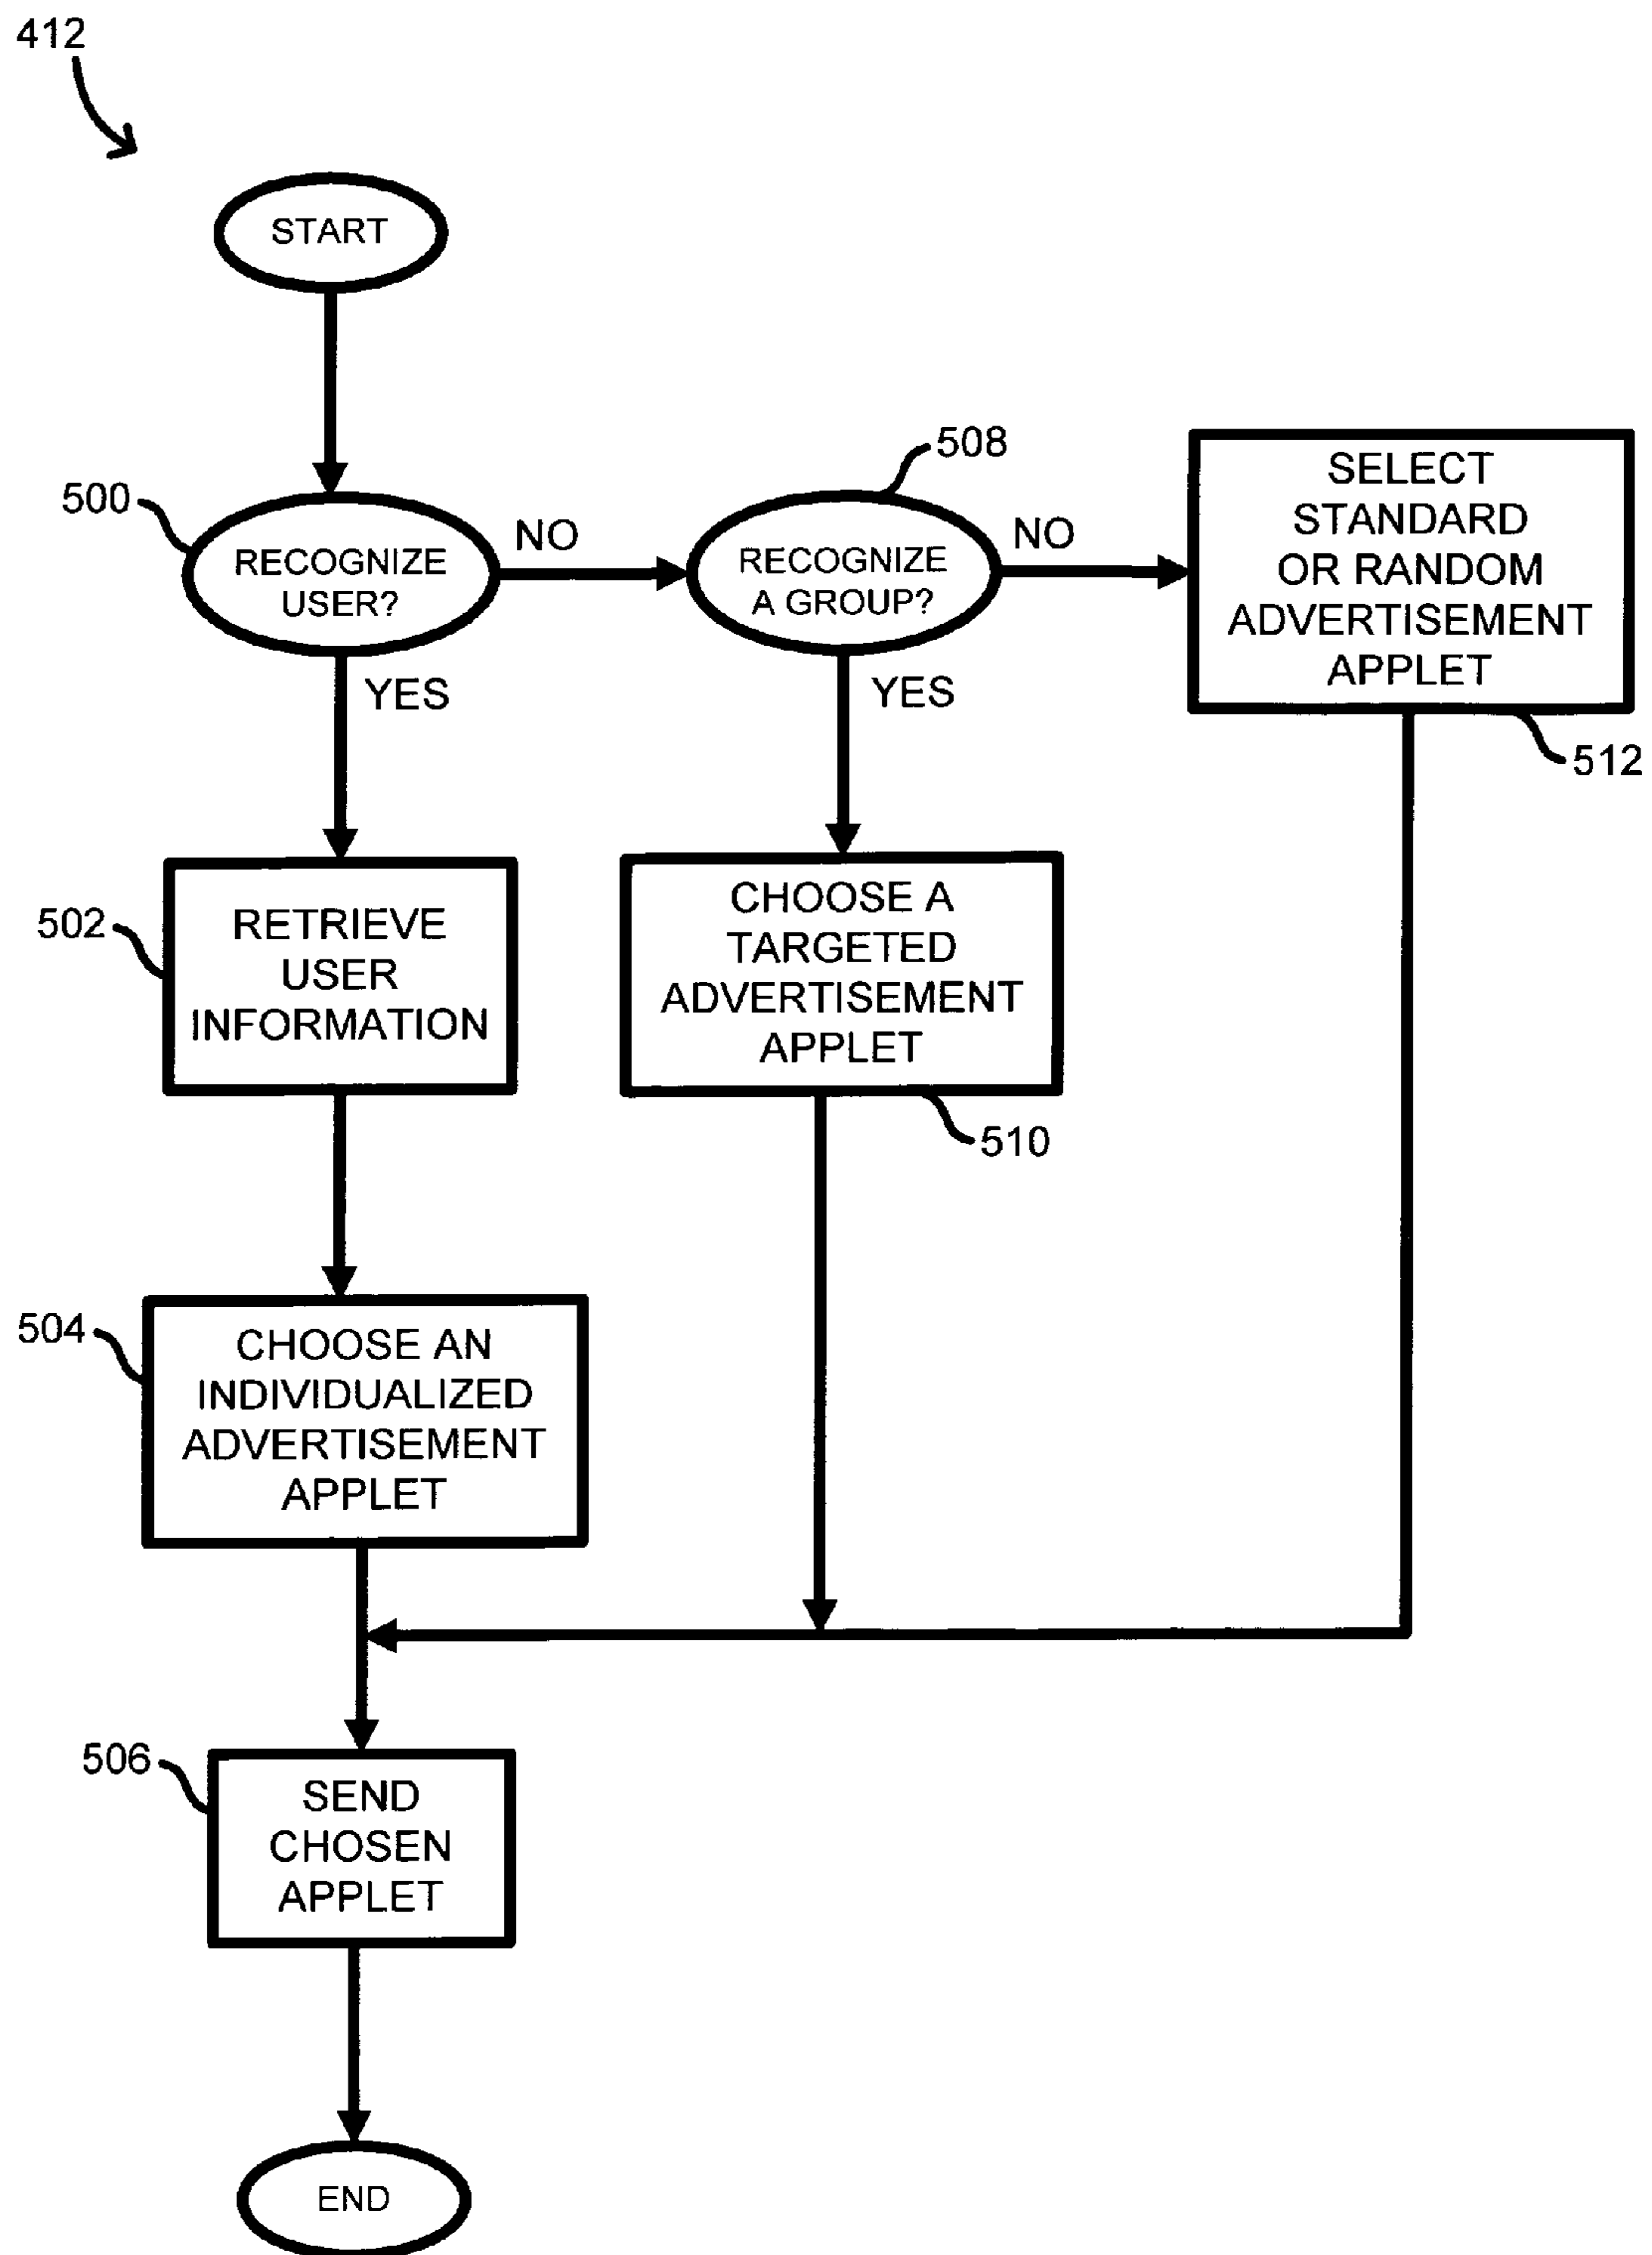 412
START
500
RECOGNIZE
USER?
NO
508
RECOGNIZE
A GROUP?
NO
SELECT
STANDARD
OR RANDOM
ADVERTISEMENT
APPLET
512
YES
YES
502
RETRIEVE
USER
INFORMATION
CHOOSE A
TARGETED
ADVERTISEMENT
APPLET
510
504
CHOOSE AN
INDIVIDUALIZED
ADVERTISEMENT
APPLET
506
SEND
CHOSEN
APPLET
END